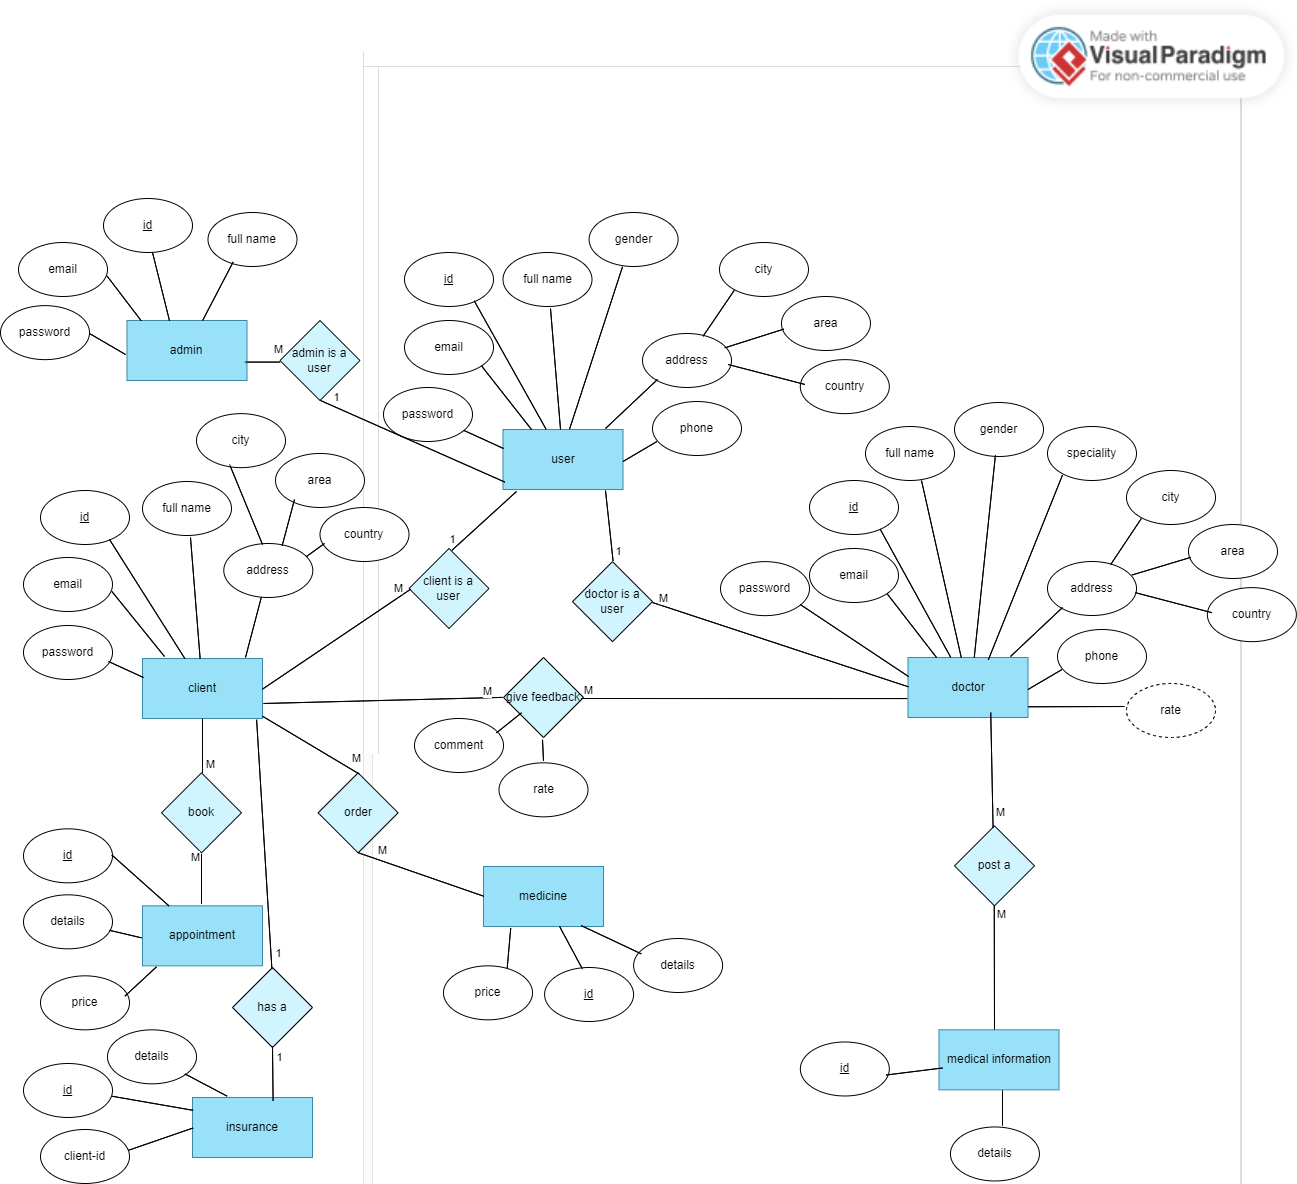 Made with
Visual Paradigm
For non-commercial use
id
full name
email
password
admin
M
admin is a
user
1
gender
id
full name
city
email
area
address
country
password
phone
user
city
area
id
full name
country
address
email
password
client
1
client is a
user
M
1
doctor is a
user
M
gender
full name
speciality
city
id
area
email
address
password
country
phone
doctor
rate
M
give feedback
M
comment
rate
M
book
M
M
order
M
id
details
appointment
price
medicine
details
price
id
1
has a
1
details
id
insurance
client-id
M
post a
M
medical information
id
details